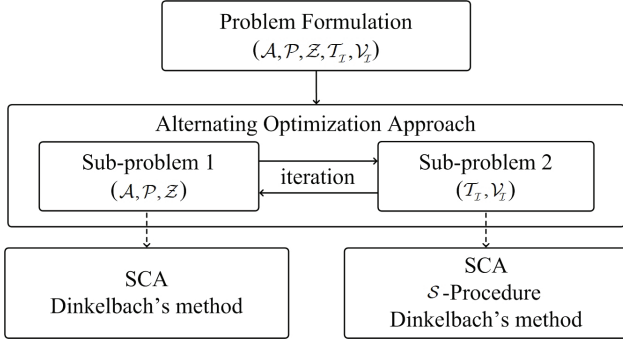 Problem Formulation
(𝒜, 𝒫, 𝒵, 𝒯_ℐ, 𝒱_ℐ)
Alternating Optimization Approach
Sub-problem 1
(𝒜, 𝒫, 𝒵)
iteration
Sub-problem 2
(𝒯_ℐ, 𝒱_ℐ)
SCA
Dinkelbach's method
SCA
𝒮-Procedure
Dinkelbach's method